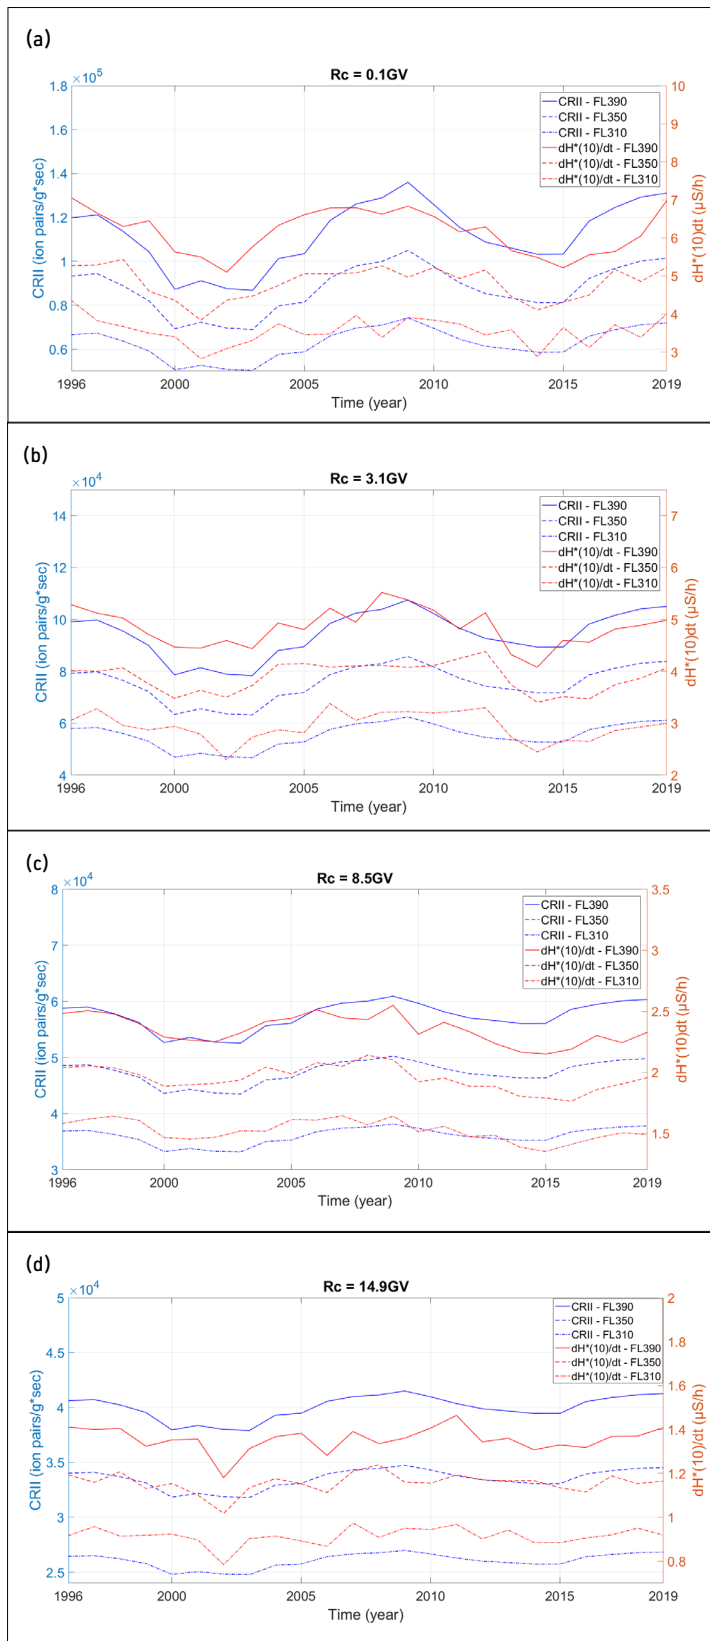 (a)
Rc = 0.1GV
×10⁵
CRII (ion pairs/g*sec)
1.8
1.6
1.4
1.2
1
0.8
0.6
10
9
8
7
6
5
4
3
dH*(10)dt (µS/h)
CRII - FL390
CRII - FL350
CRII - FL310
dH*(10)/dt - FL390
dH*(10)/dt - FL350
dH*(10)/dt - FL310
1996 2000 2005 2010 2015 2019
Time (year)
(b)
Rc = 3.1GV
×10⁴
CRII (ion pairs/g*sec)
14
12
10
8
6
4
7
6
5
4
3
2
dH*(10)dt (µS/h)
CRII - FL390
CRII - FL350
CRII - FL310
dH*(10)/dt - FL390
dH*(10)/dt - FL350
dH*(10)/dt - FL310
1996 2000 2005 2010 2015 2019
Time (year)
(c)
Rc = 8.5GV
×10⁴
CRII (ion pairs/g*sec)
8
7
6
5
4
3
3.5
3
2.5
2
1.5
dH*(10)/dt (µS/h)
CRII - FL390
CRII - FL350
CRII - FL310
dH*(10)/dt - FL390
dH*(10)/dt - FL350
dH*(10)/dt - FL310
1996 2000 2005 2010 2015 2019
Time (year)
(d)
Rc = 14.9GV
×10⁴
CRII (ion pairs/g*sec)
5
4.5
4
3.5
3
2.5
2
1.8
1.6
1.4
1.2
1
0.8
dH*(10)/dt (µS/h)
CRII - FL390
CRII - FL350
CRII - FL310
dH*(10)/dt - FL390
dH*(10)/dt - FL350
dH*(10)/dt - FL310
1996 2000 2005 2010 2015 2019
Time (year)